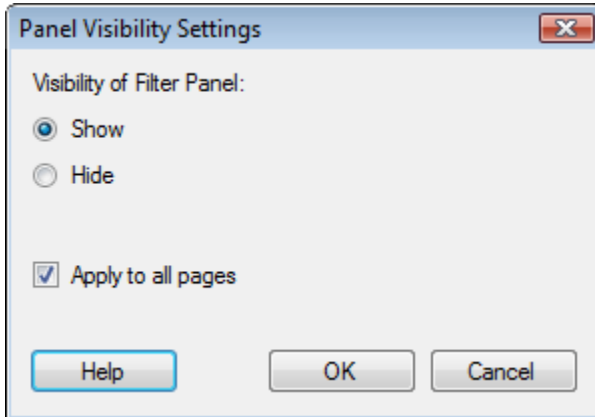 Panel Visibility Settings
Visibility of Filter Panel:
Show
Hide
Apply to all pages
Help OK Cancel